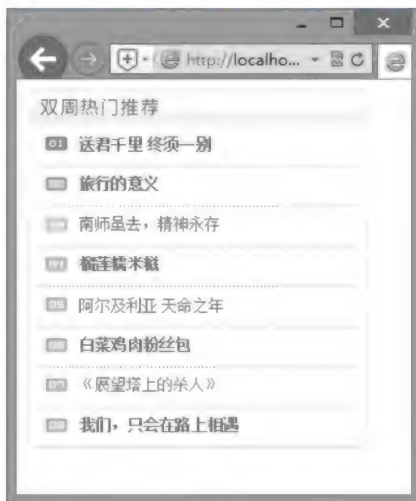 http://localho...
双周热门推荐
01 送君千里 终须一别
旅行的意义
南师虽去，精神永存
榴莲糯米糍
05 阿尔及利亚 天命之年
06 白菜鸡肉粉丝包
07 《展望塔上的杀人》
08 我们，只会在路上相遇